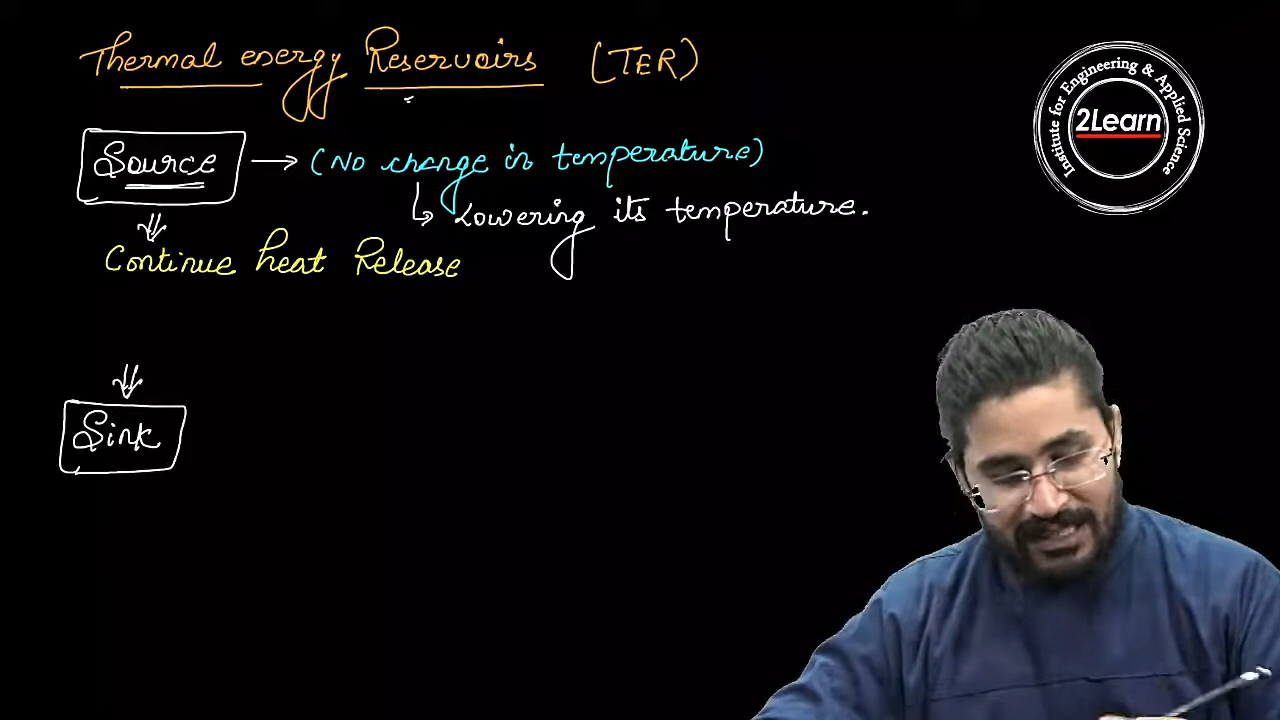 Thermal energy Reservoirs (TER)
Source → (No change in temperature)
Lowering its temperature.
Continue heat Release
Sink
Institute for Engineering & Applied Science
2Learn